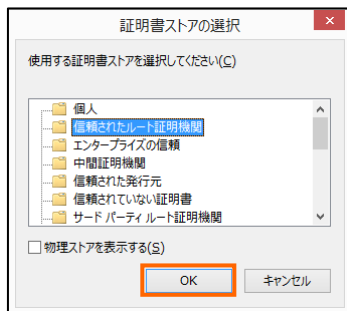 証明書ストアの選択
使用する証明書ストアを選択してください(C)
個人
信頼されたルート証明機関
エンタープライズの信頼
中間証明機関
信頼された発行元
信頼されていない証明書
サード パーティ ルート証明機関
物理ストアを表示する(S)
OK キャンセル